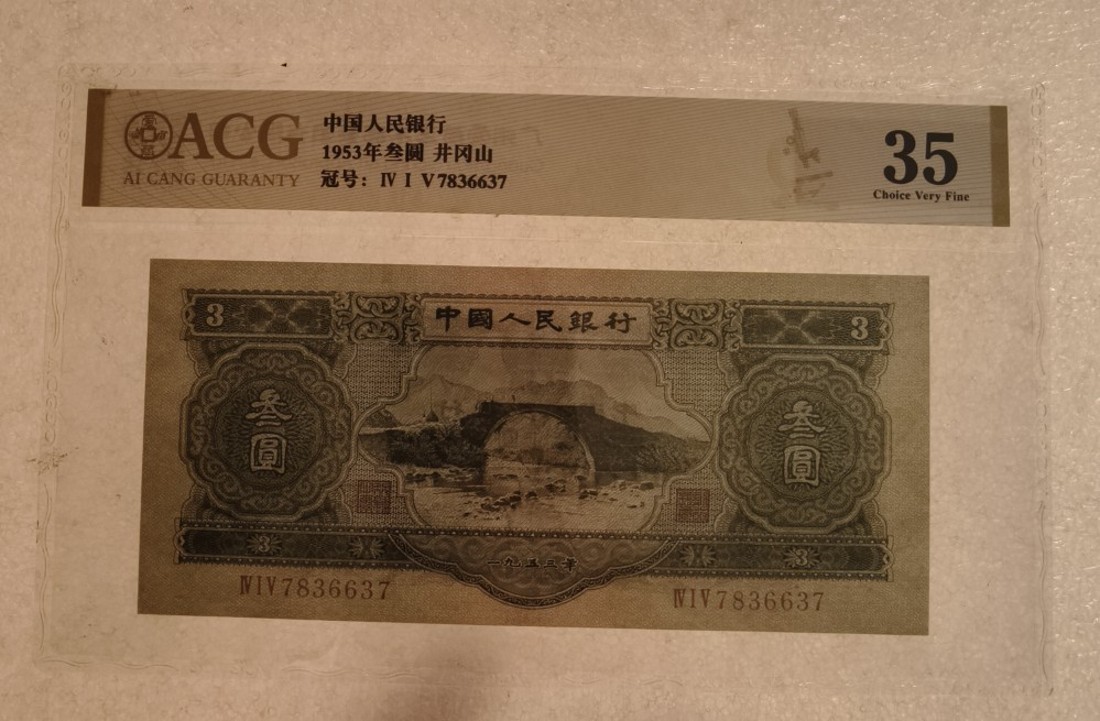 ACG
AI CANG GUARANTY
中国人民银行
1953年叁圆 井冈山
冠号: Ⅳ Ⅰ Ⅴ 7836637
35
Choice Very Fine
3
中國人民銀行
3
叁圓
叁圓
3
一九五三年
3
ⅣⅠⅤ7836637
ⅣⅠⅤ7836637